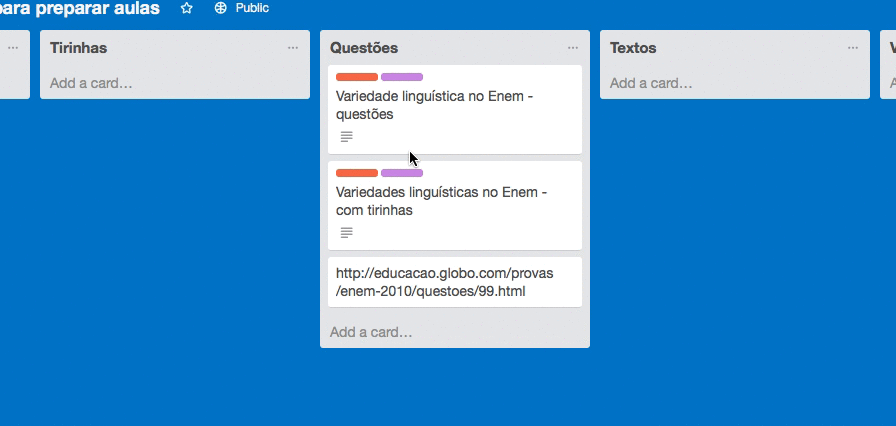 para preparar aulas
Public
Tirinhas
Add a card…
Questões
Variedade linguística no Enem -
questões
Variedades linguísticas no Enem -
com tirinhas
http://educacao.globo.com/provas
/enem-2010/questoes/99.html
Add a card…
Textos
Add a card…